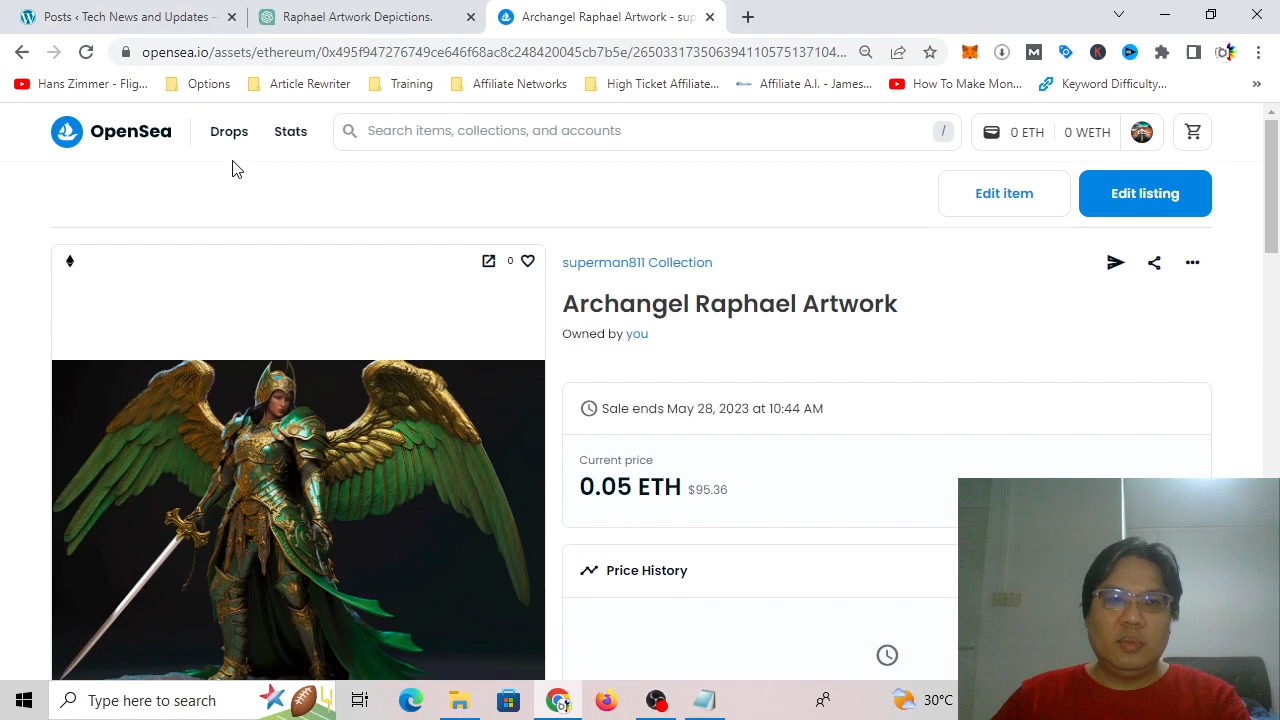 Posts ‹ Tech News and Updates —
Raphael Artwork Depictions.
Archangel Raphael Artwork - sup
opensea.io/assets/ethereum/0x495f947276749ce646f68ac8c248420045cb7b5e/26503317350639411057513710 4...
Hans Zimmer - Flig...
Options
Article Rewriter
Training
Affiliate Networks
High Ticket Affiliate...
Affiliate A.I. - James...
How To Make Mon...
Keyword Difficulty...
»
OpenSea
Drops
Stats
Search items, collections, and accounts
/
0 ETH
0 WETH
Edit item
Edit listing
0
superman811 Collection
Archangel Raphael Artwork
Owned by you
Sale ends May 28, 2023 at 10:44 AM
Current price
0.05 ETH $95.36
Price History
Type here to search
30°C